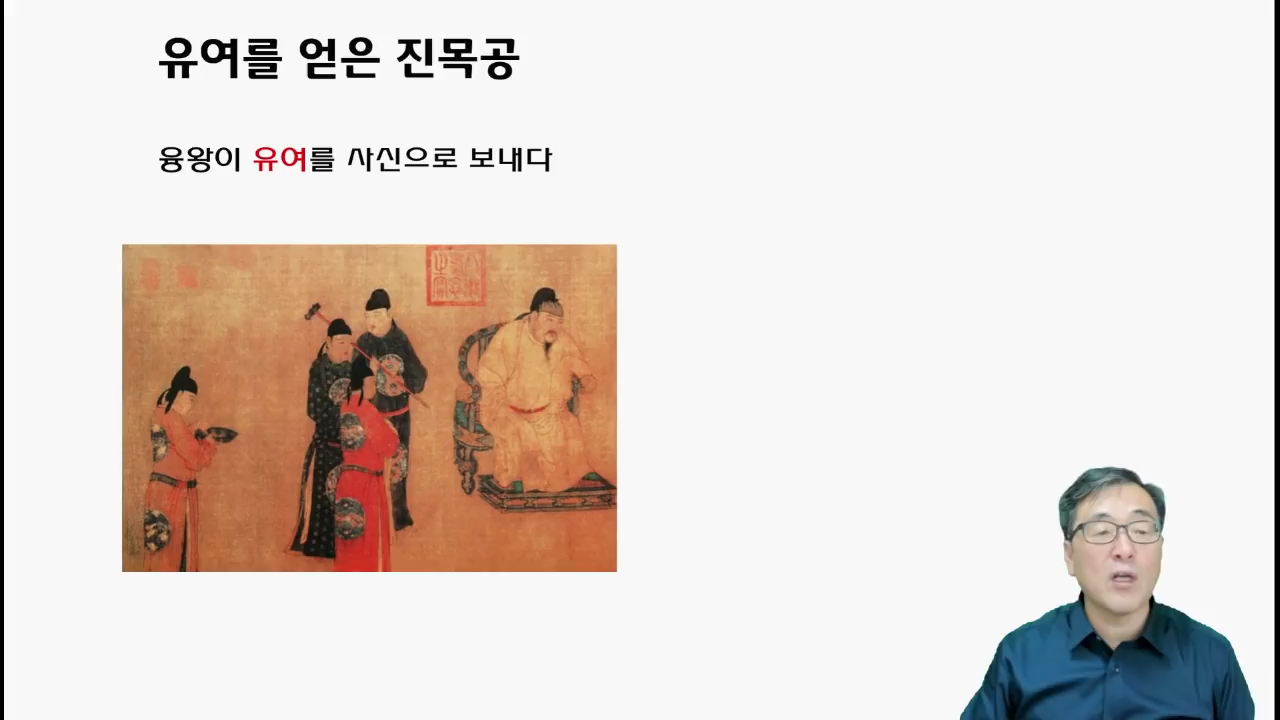 유여를 얻은 진목공
융왕이 유여를 사신으로 보내다